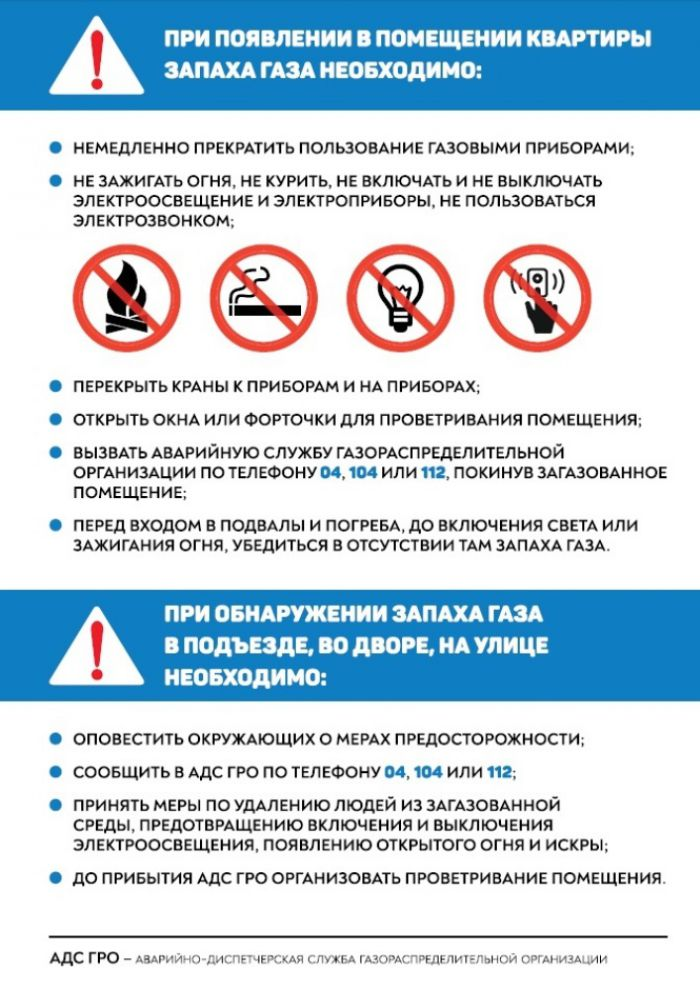 ПРИ ПОЯВЛЕНИИ В ПОМЕЩЕНИИ КВАРТИРЫ
ЗАПАХА ГАЗА НЕОБХОДИМО:
НЕМЕДЛЕННО ПРЕКРАТИТЬ ПОЛЬЗОВАНИЕ ГАЗОВЫМИ ПРИБОРАМИ;
НЕ ЗАЖИГАТЬ ОГНЯ, НЕ КУРИТЬ, НЕ ВКЛЮЧАТЬ И НЕ ВЫКЛЮЧАТЬ
ЭЛЕКТРООСВЕЩЕНИЕ И ЭЛЕКТРОПРИБОРЫ, НЕ ПОЛЬЗОВАТЬСЯ
ЭЛЕКТРОЗВОНКОМ;
ПЕРЕКРЫТЬ КРАНЫ К ПРИБОРАМ И НА ПРИБОРАХ;
ОТКРЫТЬ ОКНА ИЛИ ФОРТОЧКИ ДЛЯ ПРОВЕТРИВАНИЯ ПОМЕЩЕНИЯ;
ВЫЗВАТЬ АВАРИЙНУЮ СЛУЖБУ ГАЗОРАСПРЕДЕЛИТЕЛЬНОЙ
ОРГАНИЗАЦИИ ПО ТЕЛЕФОНУ 04, 104 ИЛИ 112, ПОКИНУВ ЗАГАЗОВАННОЕ
ПОМЕЩЕНИЕ;
ПЕРЕД ВХОДОМ В ПОДВАЛЫ И ПОГРЕБА, ДО ВКЛЮЧЕНИЯ СВЕТА ИЛИ
ЗАЖИГАНИЯ ОГНЯ, УБЕДИТЬСЯ В ОТСУТСТВИИ ТАМ ЗАПАХА ГАЗА.
ПРИ ОБНАРУЖЕНИИ ЗАПАХА ГАЗА
В ПОДЪЕЗДЕ, ВО ДВОРЕ, НА УЛИЦЕ
НЕОБХОДИМО:
ОПОВЕСТИТЬ ОКРУЖАЮЩИХ О МЕРАХ ПРЕДОСТОРОЖНОСТИ;
СООБЩИТЬ В АДС ГРО ПО ТЕЛЕФОНУ 04, 104 ИЛИ 112;
ПРИНЯТЬ МЕРЫ ПО УДАЛЕНИЮ ЛЮДЕЙ ИЗ ЗАГАЗОВАННОЙ
СРЕДЫ, ПРЕДОТВРАЩЕНИЮ ВКЛЮЧЕНИЯ И ВЫКЛЮЧЕНИЯ
ЭЛЕКТРООСВЕЩЕНИЯ, ПОЯВЛЕНИЮ ОТКРЫТОГО ОГНЯ И ИСКРЫ;
ДО ПРИБЫТИЯ АДС ГРО ОРГАНИЗОВАТЬ ПРОВЕТРИВАНИЕ ПОМЕЩЕНИЯ.
АДС ГРО – АВАРИЙНО-ДИСПЕТЧЕРСКАЯ СЛУЖБА ГАЗОРАСПРЕДЕЛИТЕЛЬНОЙ ОРГАНИЗАЦИИ